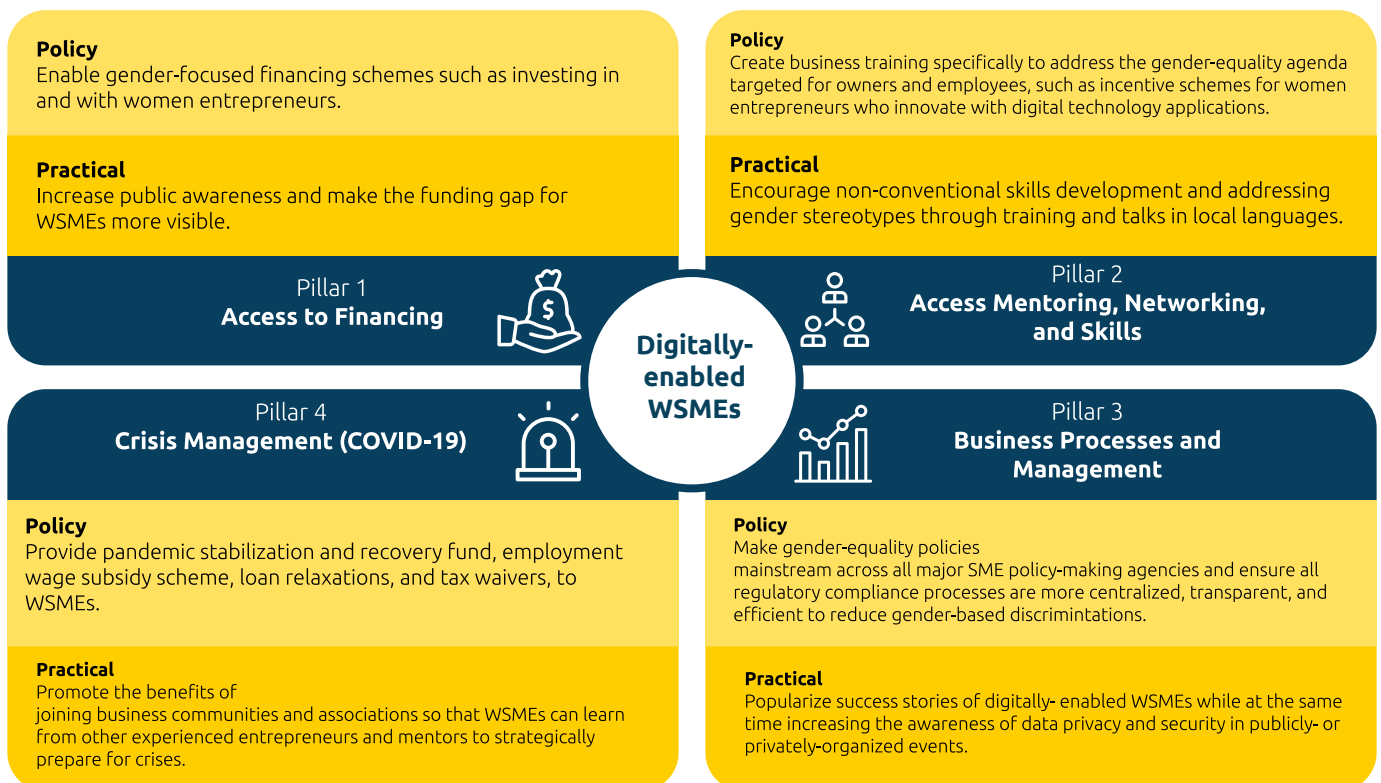 Policy
Enable gender-focused financing schemes such as investing in
and with women entrepreneurs.
Practical
Increase public awareness and make the funding gap for
WSMEs more visible.
Pillar 1
Access to Financing
$
Policy
Create business training specifically to address the gender-equality agenda
targeted for owners and employees, such as incentive schemes for women
entrepreneurs who innovate with digital technology applications.
Practical
Encourage non-conventional skills development and addressing
gender stereotypes through training and talks in local languages.
Pillar 2
Access Mentoring, Networking,
and Skills
Digitally-
enabled
WSMEs
Pillar 4
Crisis Management (COVID-19)
Policy
Provide pandemic stabilization and recovery fund, employment
wage subsidy scheme, loan relaxations, and tax waivers, to
WSMEs.
Practical
Promote the benefits of
joining business communities and associations so that WSMEs can learn
from other experienced entrepreneurs and mentors to strategically
prepare for crises.
Pillar 3
Business Processes and
Management
Policy
Make gender-equality policies
mainstream across all major SME policy-making agencies and ensure all
regulatory compliance processes are more centralized, transparent, and
efficient to reduce gender-based discrimintations.
Practical
Popularize success stories of digitally- enabled WSMEs while at the same
time increasing the awareness of data privacy and security in publicly- or
privately-organized events.